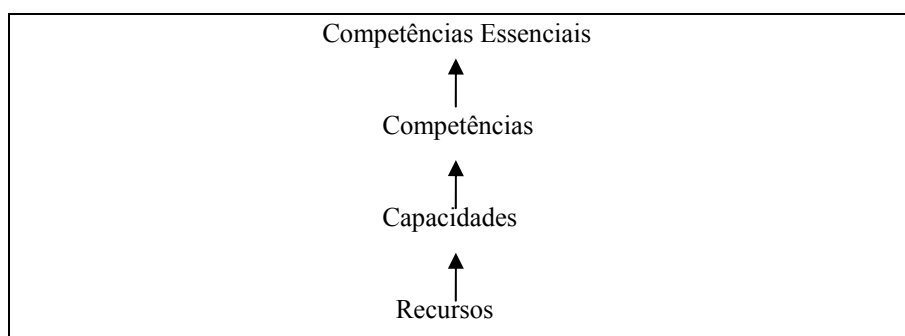 Competências Essenciais
Competências
Capacidades
Recursos